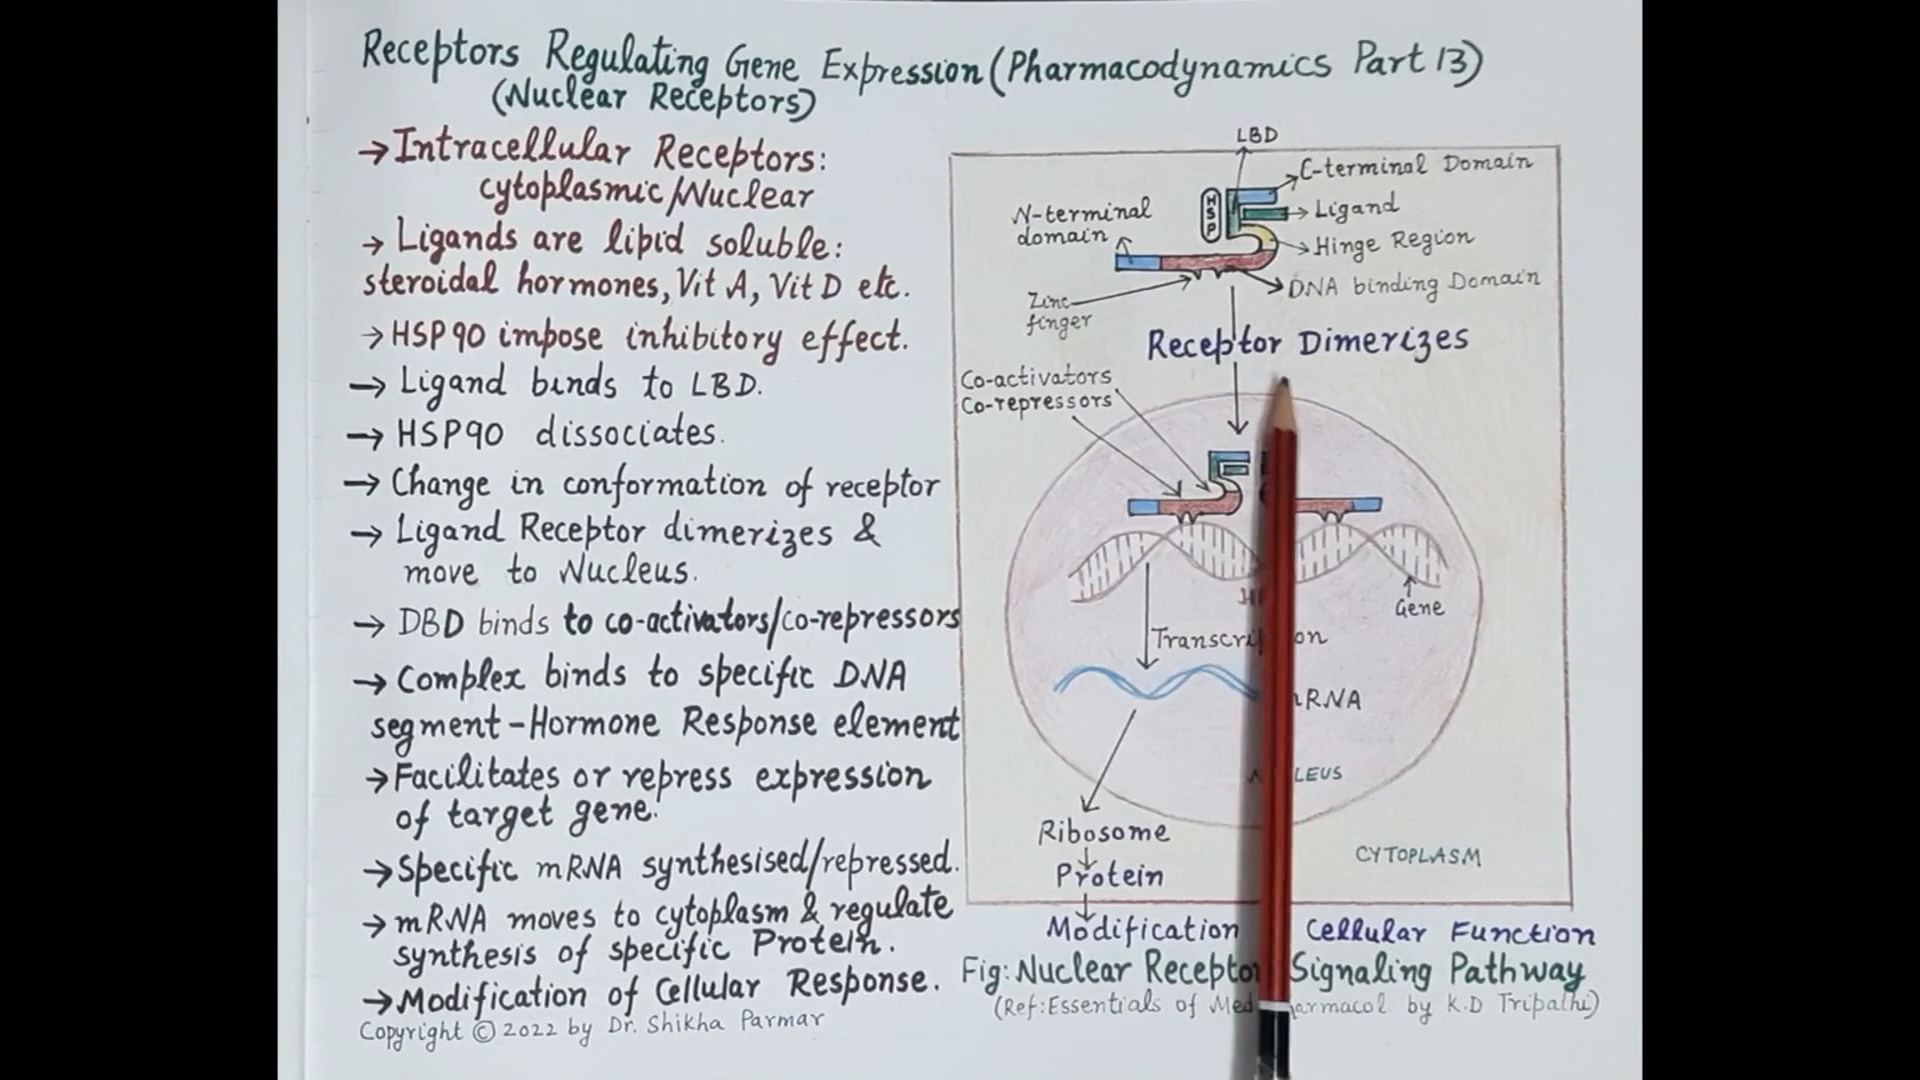 Receptors Regulating Gene Expression (Pharmacodynamics Part 13)
(Nuclear Receptors)
→ Intracellular Receptors:
cytoplasmic/Nuclear
→ Ligands are lipid soluble:
steroidal hormones, Vit A, Vit D etc.
→ HSP90 impose inhibitory effect.
→ Ligand binds to LBD.
→ HSP90 dissociates.
→ Change in conformation of receptor
→ Ligand Receptor dimerizes &
move to Nucleus.
→ DBD binds to co-activators/co-repressors
→ Complex binds to specific DNA
segment - Hormone Response element
→ Facilitates or repress expression
of target gene.
→ Specific mRNA synthesised/repressed.
→ mRNA moves to cytoplasm & regulate
synthesis of specific Protein.
→ Modification of Cellular Response.
Copyright © 2022 by Dr. Shikha Parmar
LBD
C-terminal Domain
HSP
Ligand
N-terminal
domain
Hinge Region
DNA binding Domain
Zinc
finger
Receptor Dimerizes
Co-activators
Co-repressors
Gene
RNA
CYTOPLASM
Ribosome
Protein
Modification Cellular Function
Fig: Nuclear Signaling Pathway
(Ref: Essentials of by K.D Tripathi)